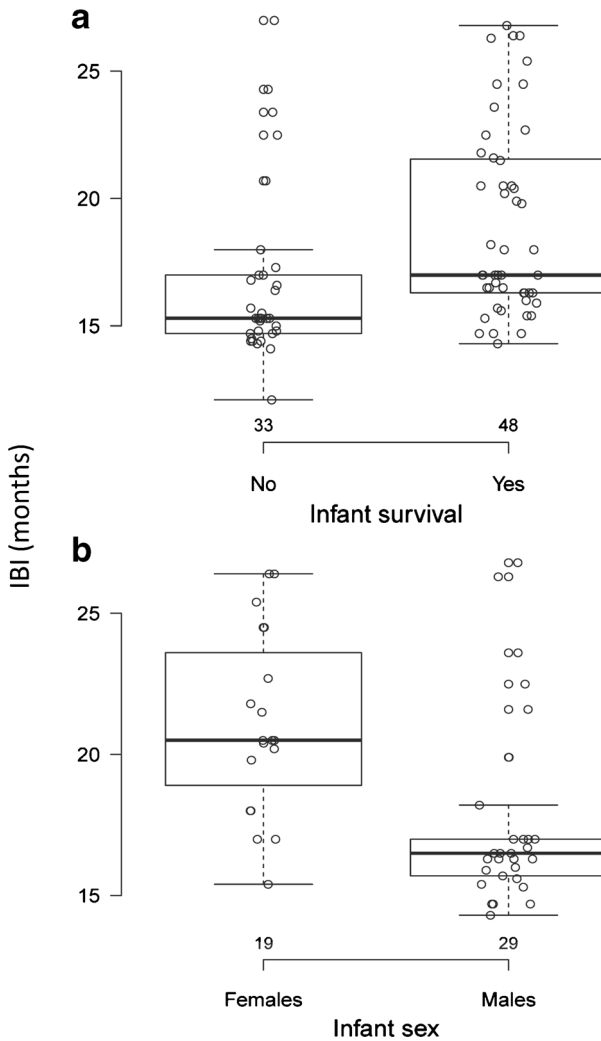 a
25
20
15
33 48
No Yes
Infant survival
IBI (months)
b
25
20
15
19 29
Females Males
Infant sex